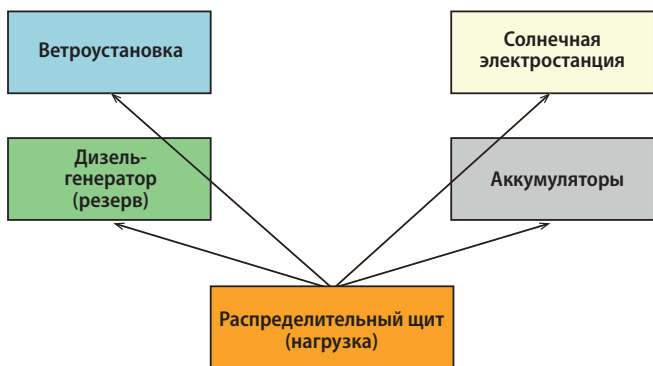 Ветроустановка
Солнечная
электростанция
Дизель-
генератор
(резерв)
Аккумуляторы
Распределительный щит
(нагрузка)